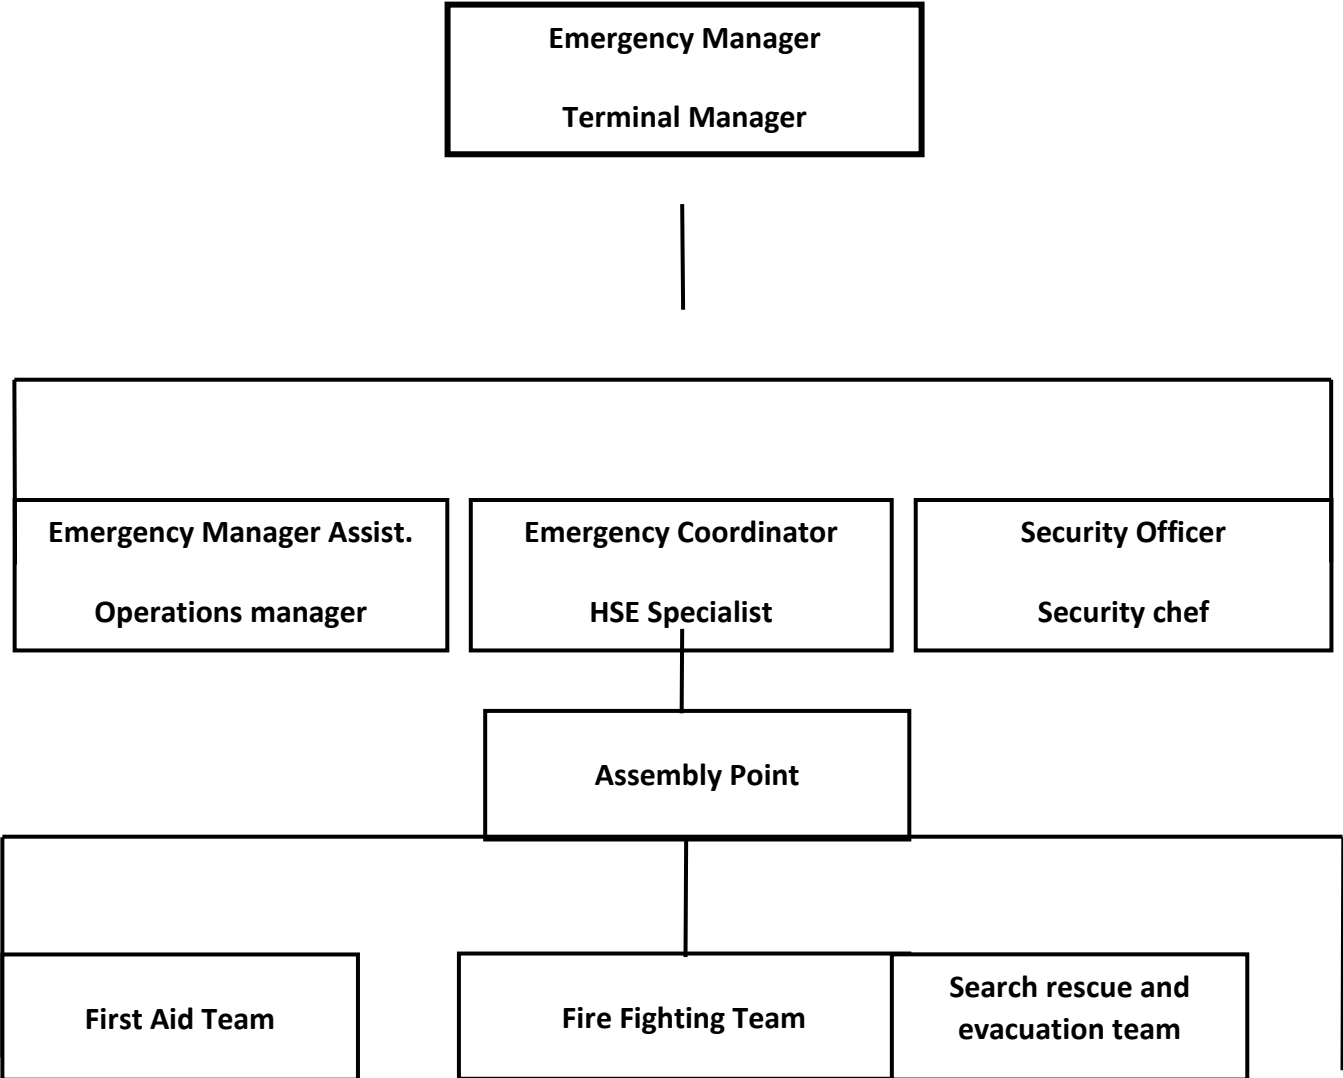 Emergency Manager
Terminal Manager
Emergency Manager Assist.
Operations manager
Emergency Coordinator
HSE Specialist
Security Officer
Security chef
Assembly Point
First Aid Team
Fire Fighting Team
Search rescue and
evacuation team